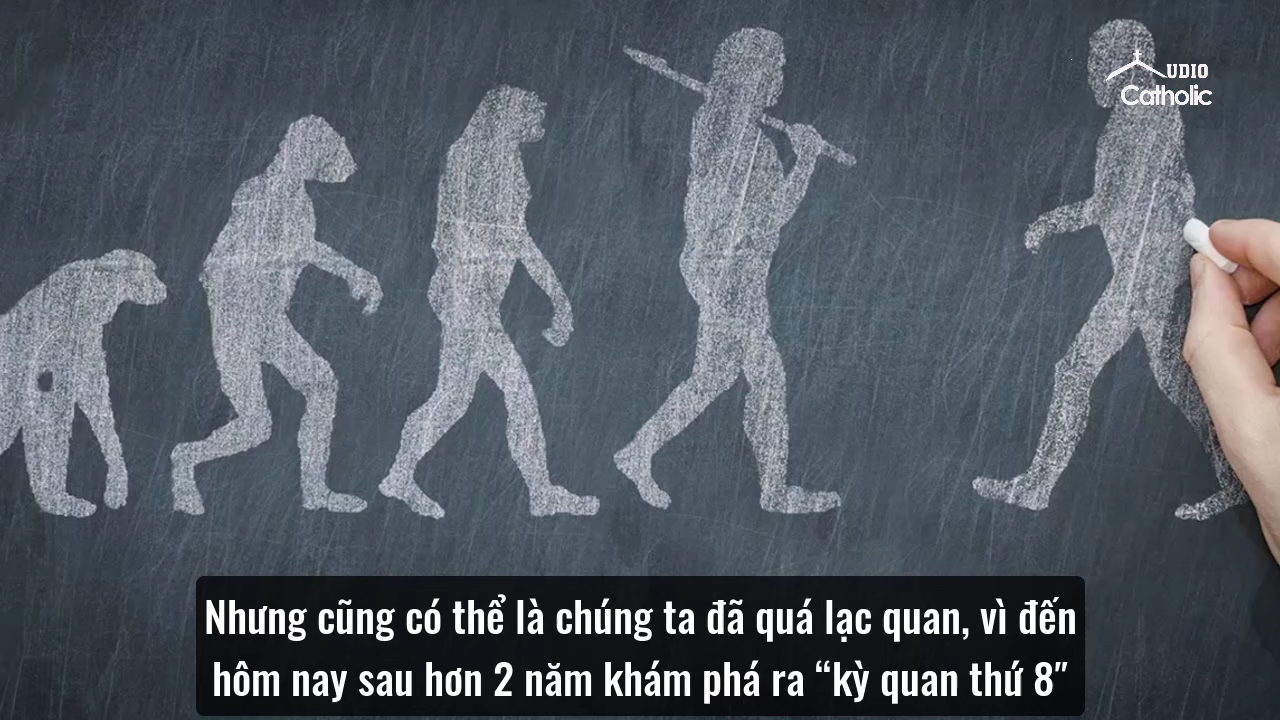 UDIO
Catholic
Nhưng cũng có thể là chúng ta đã quá lạc quan, vì đến
hôm nay sau hơn 2 năm khám phá ra “kỳ quan thứ 8"